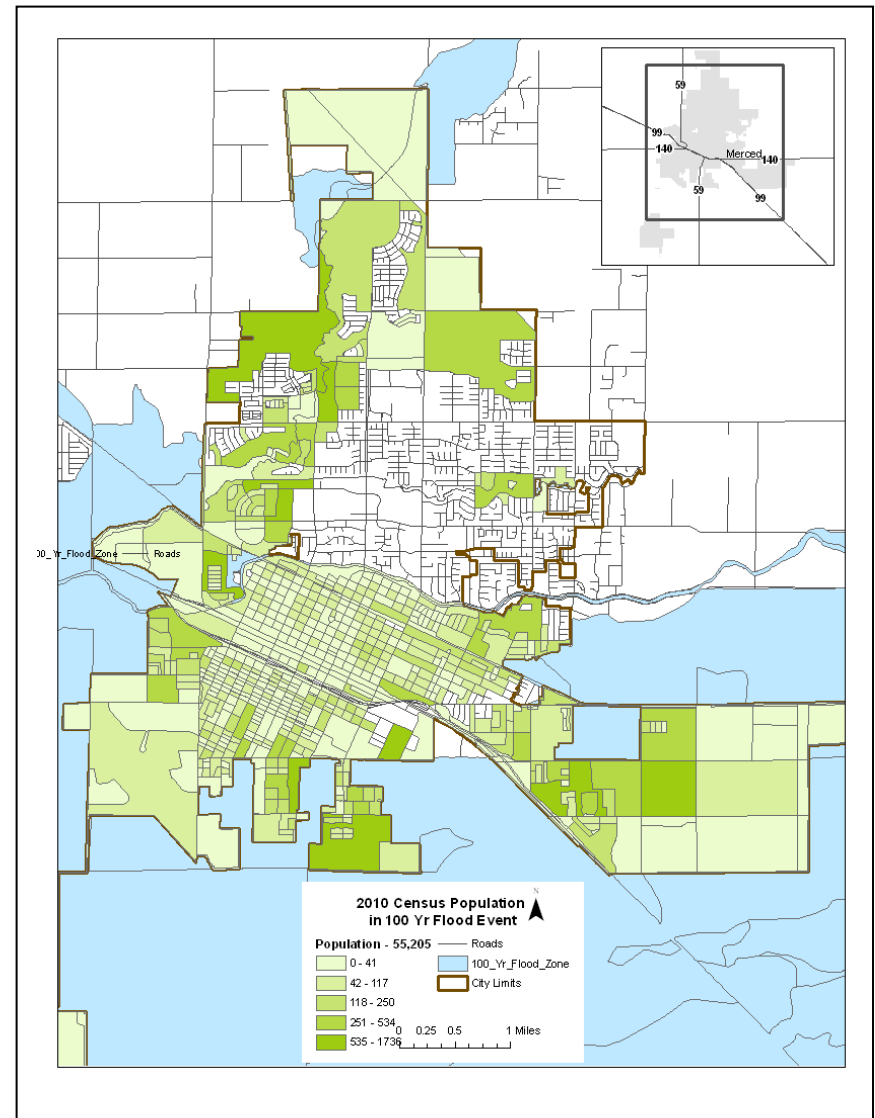 59
99
140
Merced
140
59
99
00_Yr_Flood_Zone
Roads
N
2010 Census Population
in 100 Yr Flood Event
Population - 55,205
Roads
0 - 41
100_Yr_Flood_Zone
42 - 117
City Limits
118 - 250
251 - 534
0 0.25 0.5 1 Miles
535 - 1736